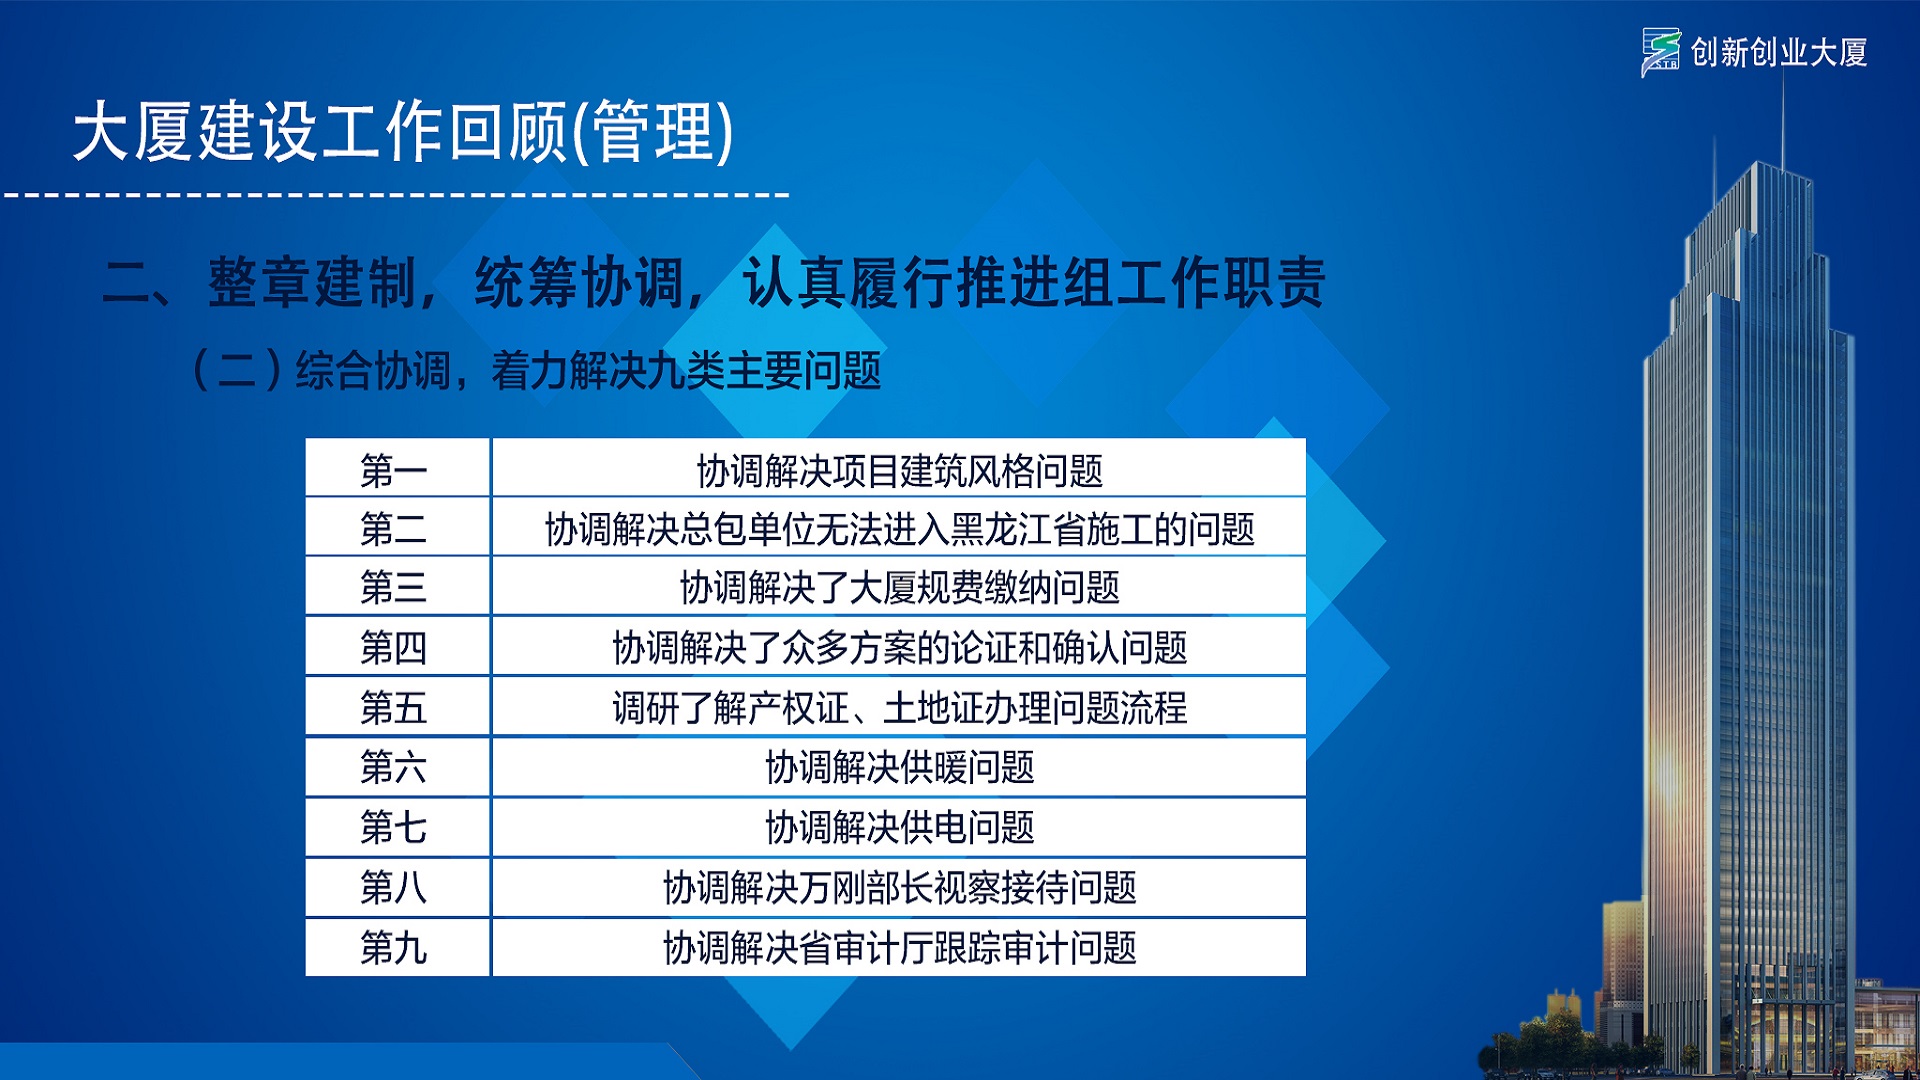 创新创业大厦
STB
大厦建设工作回顾(管理)
二、整章建制，统筹协调，认真履行推进组工作职责
（二）综合协调，着力解决九类主要问题
第一 协调解决项目建筑风格问题
第二 协调解决总包单位无法进入黑龙江省施工的问题
第三 协调解决了大厦规费缴纳问题
第四 协调解决了众多方案的论证和确认问题
第五 调研了解产权证、土地证办理问题流程
第六 协调解决供暖问题
第七 协调解决供电问题
第八 协调解决万刚部长视察接待问题
第九 协调解决省审计厅跟踪审计问题